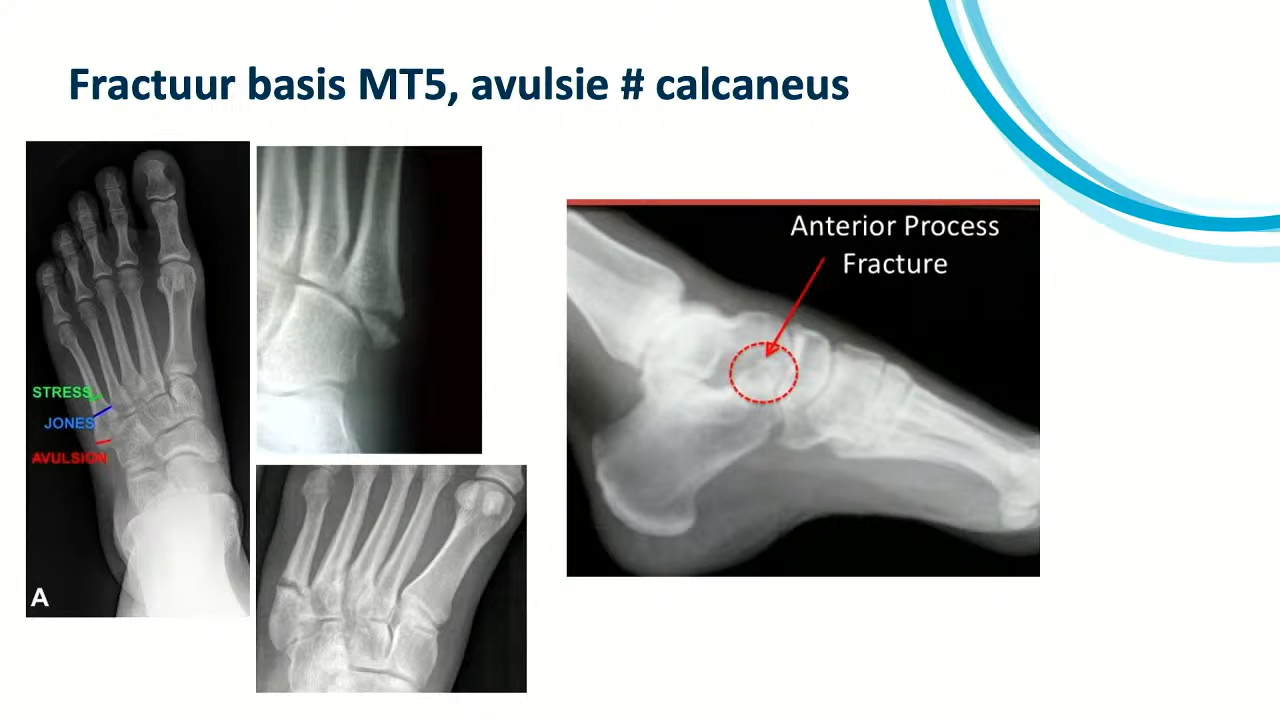 Fractuur basis MT5, avulsie # calcaneus
STRESS
JONES
AVULSION
A
Anterior Process
Fracture